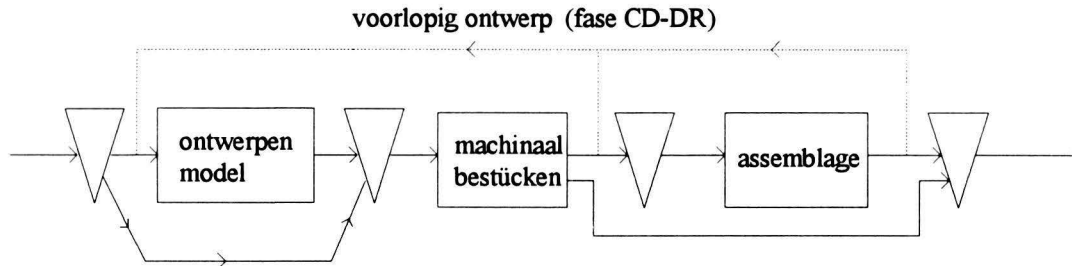 voorlopig ontwerp (fase CD-DR)
ontwerpen
model
machinaal
bestücken
assemblage